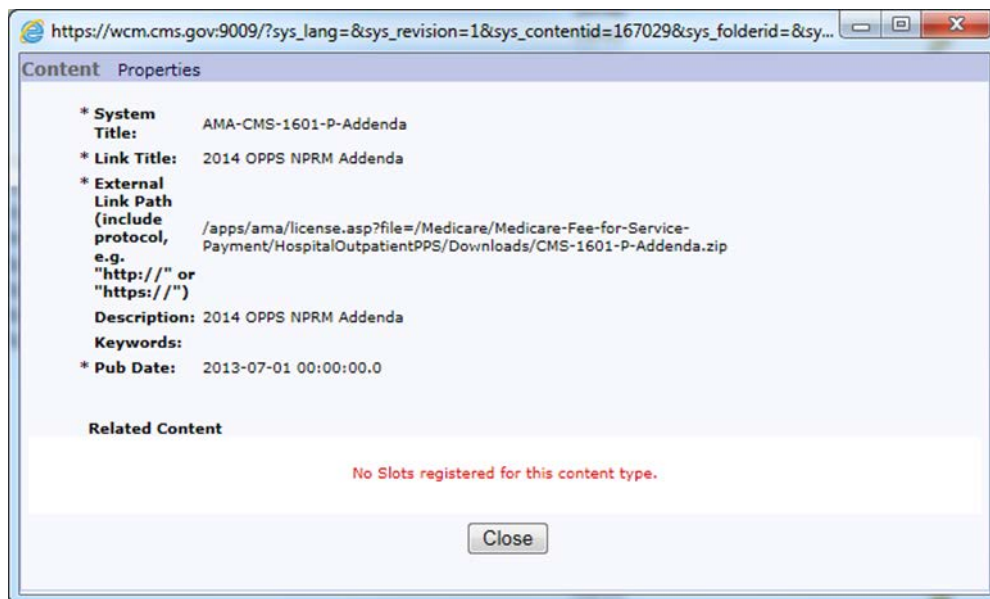 https://wcm.cms.gov:9009/?sys_lang=&sys_revision=1&sys_contentid=167029&sys_folderid=&sy...
Content Properties
* System
Title: AMA-CMS-1601-P-Addenda
* Link Title: 2014 OPPS NPRM Addenda
* External
Link Path
(include
protocol,
e.g.
"http://" or
"https://")
/apps/ama/license.asp?file=/Medicare/Medicare-Fee-for-Service-
Payment/HospitalOutpatientPPS/Downloads/CMS-1601-P-Addenda.zip
Description: 2014 OPPS NPRM Addenda
Keywords:
* Pub Date: 2013-07-01 00:00:00.0
Related Content
No Slots registered for this content type.
Close